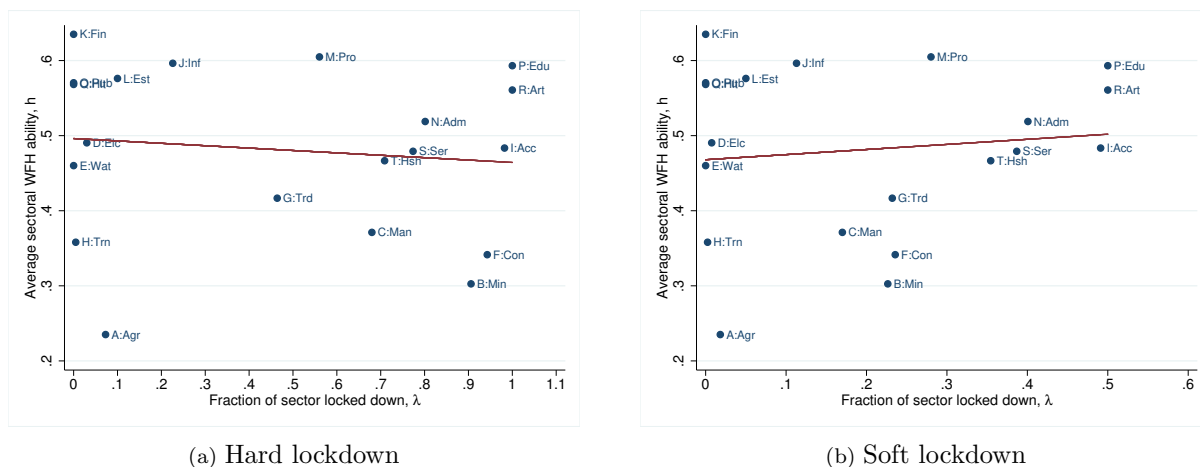 K:Fin
M:Pro
J:Inf
P:Edu
L:Est
R:Art
N:Adm
D:Elc
I:Acc
S:Ser
T:Hsh
E:Wat
G:Trd
C:Man
H:Trn
F:Con
B:Min
A:Agr
Average sectoral WFH ability, h
.2 .3 .4 .5 .6
0 .1 .2 .3 .3 .5 .6 .7 .8 .9 1 1.1
Fraction of sector locked down, λ
(a) Hard lockdown
K:Fin
M:Pro
J:Inf
P:Edu
L:Est
R:Art
N:Adm
D:Elc
I:Acc
S:Ser
T:Hsh
E:Wat
G:Trd
C:Man
H:Trn
F:Con
B:Min
A:Agr
Average sectoral WFH ability, h
.2 .3 .4 .5 .6
0 .1 .2 .3 .4 .5 .6
Fraction of sector locked down, λ
(b) Soft lockdown